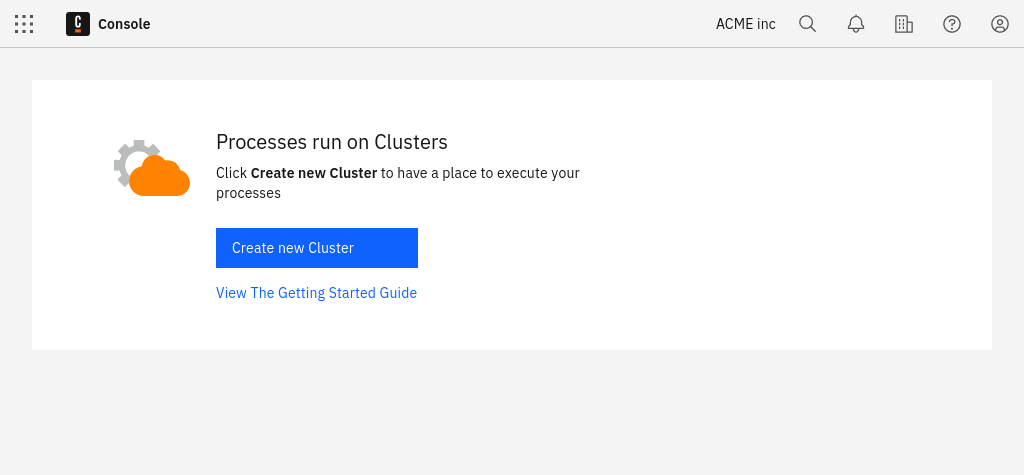 Console
ACME inc
Processes run on Clusters
Click Create new Cluster to have a place to execute your
processes
Create new Cluster
View The Getting Started Guide